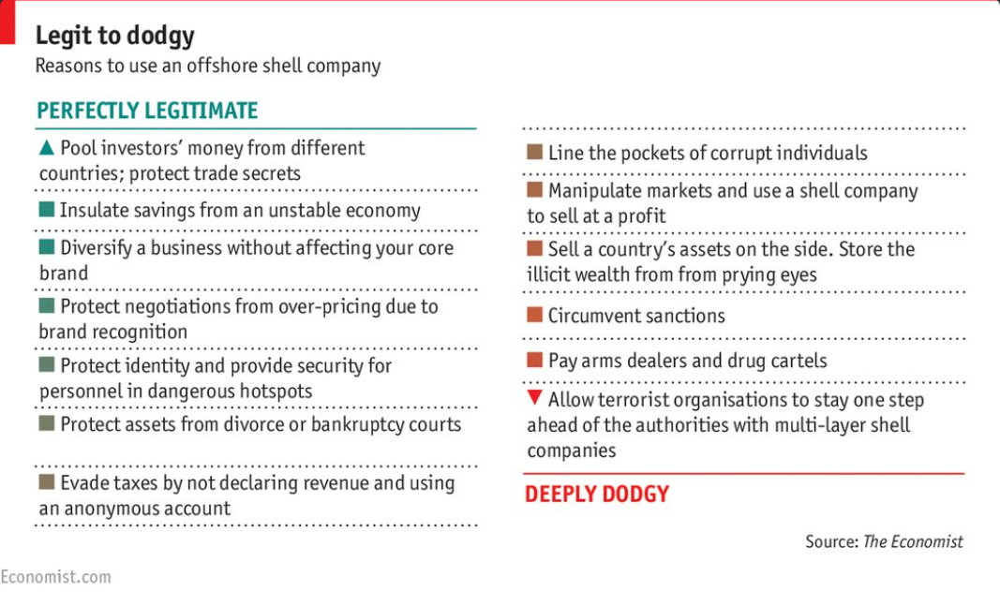 Legit to dodgy
Reasons to use an offshore shell company
PERFECTLY LEGITIMATE
Pool investors’ money from different
countries; protect trade secrets
Insulate savings from an unstable economy
Diversify a business without affecting your core
brand
Protect negotiations from over-pricing due to
brand recognition
Protect identity and provide security for
personnel in dangerous hotspots
Protect assets from divorce or bankruptcy courts
Evade taxes by not declaring revenue and using
an anonymous account
Line the pockets of corrupt individuals
Manipulate markets and use a shell company
to sell at a profit
Sell a country’s assets on the side. Store the
illicit wealth from from prying eyes
Circumvent sanctions
Pay arms dealers and drug cartels
Allow terrorist organisations to stay one step
ahead of the authorities with multi-layer shell
companies
DEEPLY DODGY
Source: The Economist
Economist.com